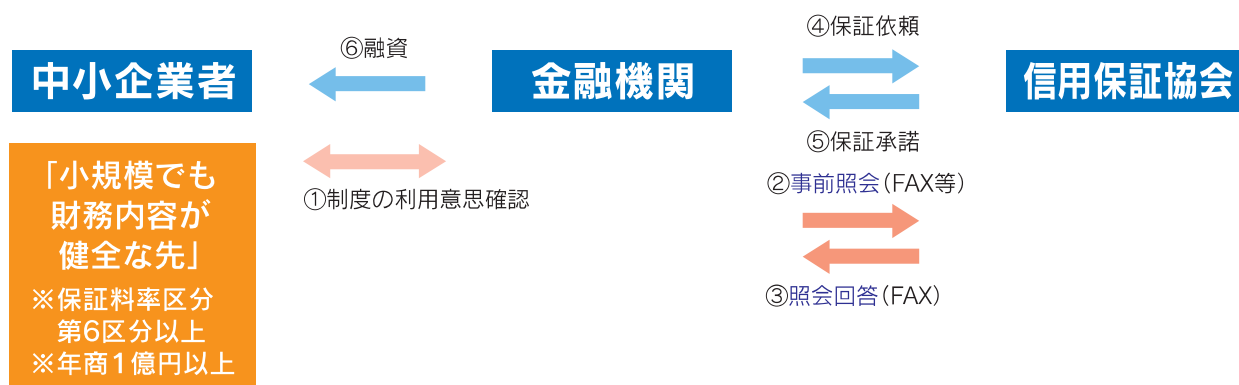 ④保証依頼
⑥融資
中小企業者
金融機関
信用保証協会
⑤保証承諾
「小規模でも
財務内容が
健全な先」
※保証料率区分
第6区分以上
※年商1億円以上
①制度の利用意思確認
②事前照会(FAX等)
③照会回答(FAX)